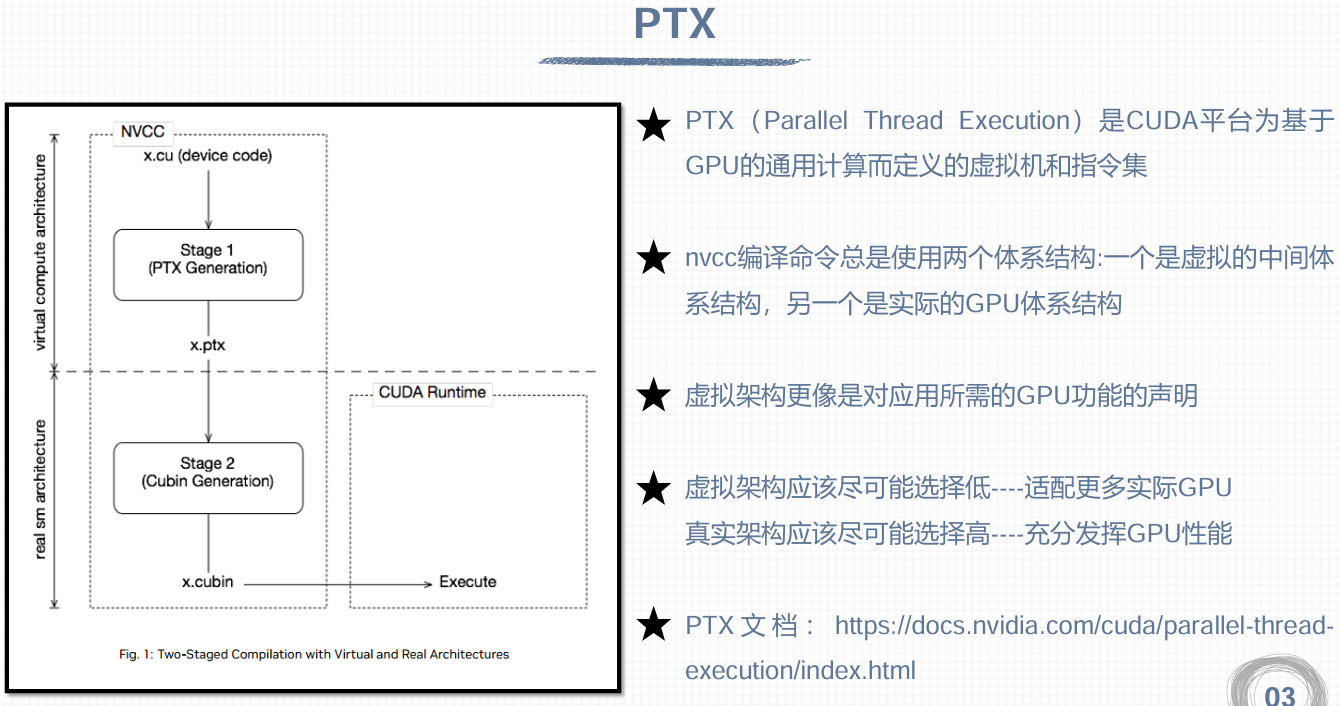 PTX
NVCC
x.cu (device code)
virtual compute architecture
Stage 1
(PTX Generation)
x.ptx
CUDA Runtime
real sm architecture
Stage 2
(Cubin Generation)
x.cubin
Execute
Fig. 1: Two-Staged Compilation with Virtual and Real Architectures
PTX（Parallel Thread Execution）是CUDA平台为基于
GPU的通用计算而定义的虚拟机和指令集
nvcc编译命令总是使用两个体系结构:一个是虚拟的中间体
系结构，另一个是实际的GPU体系结构
虚拟架构更像是对应用所需的GPU功能的声明
虚拟架构应该尽可能选择低----适配更多实际GPU
真实架构应该尽可能选择高----充分发挥GPU性能
PTX文档：https://docs.nvidia.com/cuda/parallel-thread-
execution/index.html
03